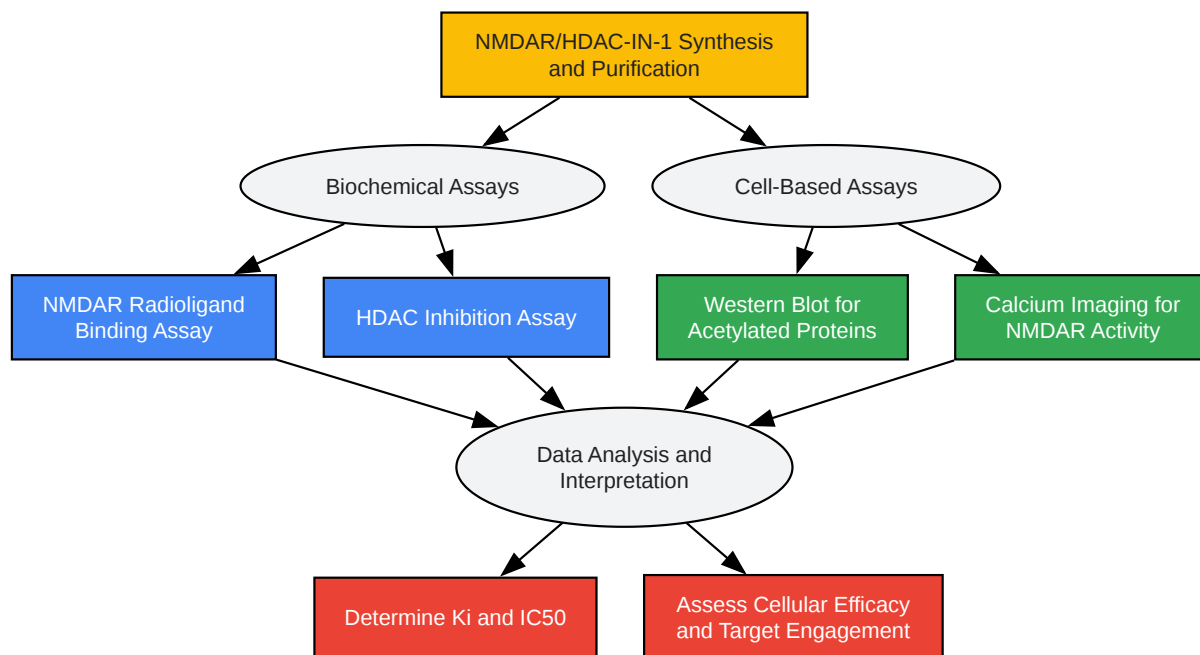 NMDAR/HDAC-IN-1 Synthesis
and Purification
Biochemical Assays
Cell-Based Assays
NMDAR Radioligand
Binding Assay
HDAC Inhibition Assay
Western Blot for
Acetylated Proteins
Calcium Imaging for
NMDAR Activity
Data Analysis and
Interpretation
Determine Ki and IC50
Assess Cellular Efficacy
and Target Engagement